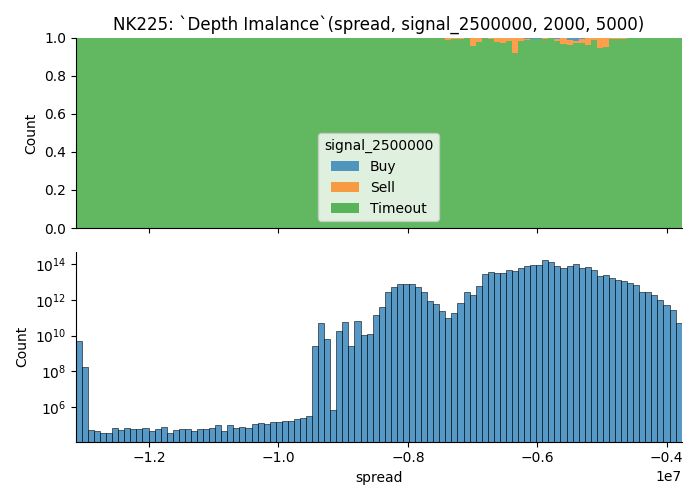 NK225: `Depth Imalance`(spread, signal_2500000, 2000, 5000)
1.0
0.8
0.6
0.4
0.2
0.0
Count
signal_2500000
Buy
Sell
Timeout
10^14
10^12
10^10
10^8
10^6
Count
−1.2 −1.0 −0.8 −0.6 −0.4
1e7
spread